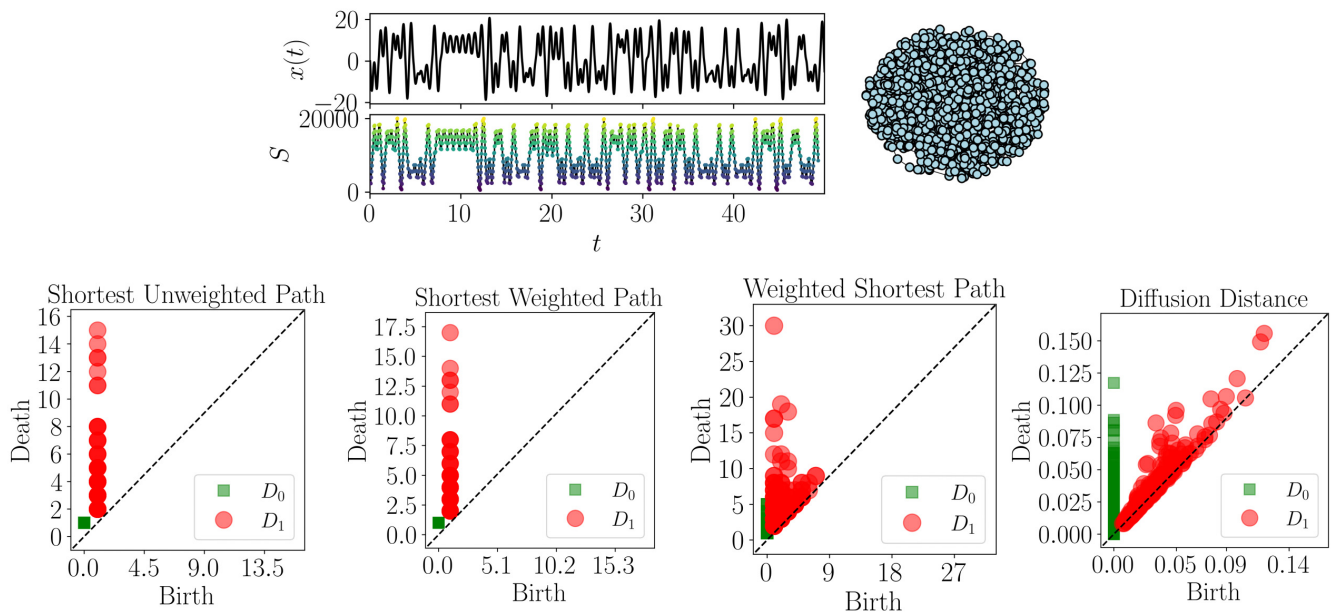 20
0
−20
x(t)
20000
0
S
0
10
20
30
40
t
Shortest Unweighted Path
16
14
12
10
8
6
4
2
0
Death
D₀
D₁
0.0
4.5
9.0
13.5
Birth
Shortest Weighted Path
17.5
15.0
12.5
10.0
7.5
5.0
2.5
0.0
Death
D₀
D₁
0.0
5.1
10.2
15.3
Birth
Weighted Shortest Path
30
25
20
15
10
5
0
Death
D₀
D₁
0
9
18
27
Birth
Diffusion Distance
0.150
0.125
0.100
0.075
0.050
0.025
0.000
Death
D₀
D₁
0.00
0.05
0.09
0.14
Birth